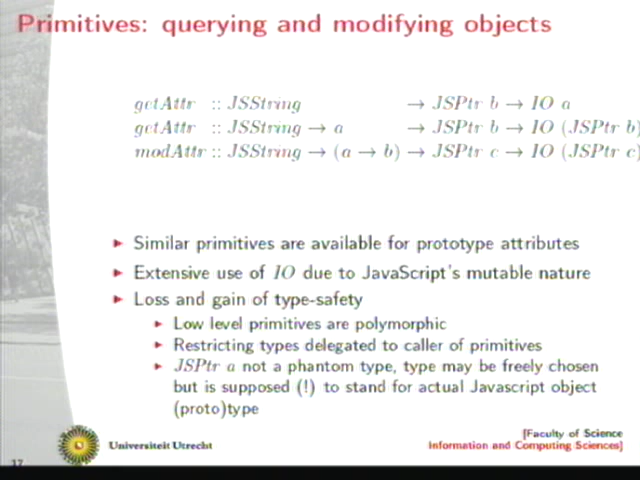 Primitives: querying and modifying objects
getAttr :: JSString → JSPtr b → IO a
getAttr :: JSString → a → JSPtr b → IO (JSPtr b)
modAttr :: JSString → (a → b) → JSPtr c → IO (JSPtr c)
▸ Similar primitives are available for prototype attributes
▸ Extensive use of IO due to JavaScript's mutable nature
▸ Loss and gain of type-safety
▸ Low level primitives are polymorphic
▸ Restricting types delegated to caller of primitives
▸ JSPtr a not a phantom type, type may be freely chosen
but is supposed (!) to stand for actual Javascript object
(proto)type
Universiteit Utrecht
[Faculty of Science
Information and Computing Sciences]
17